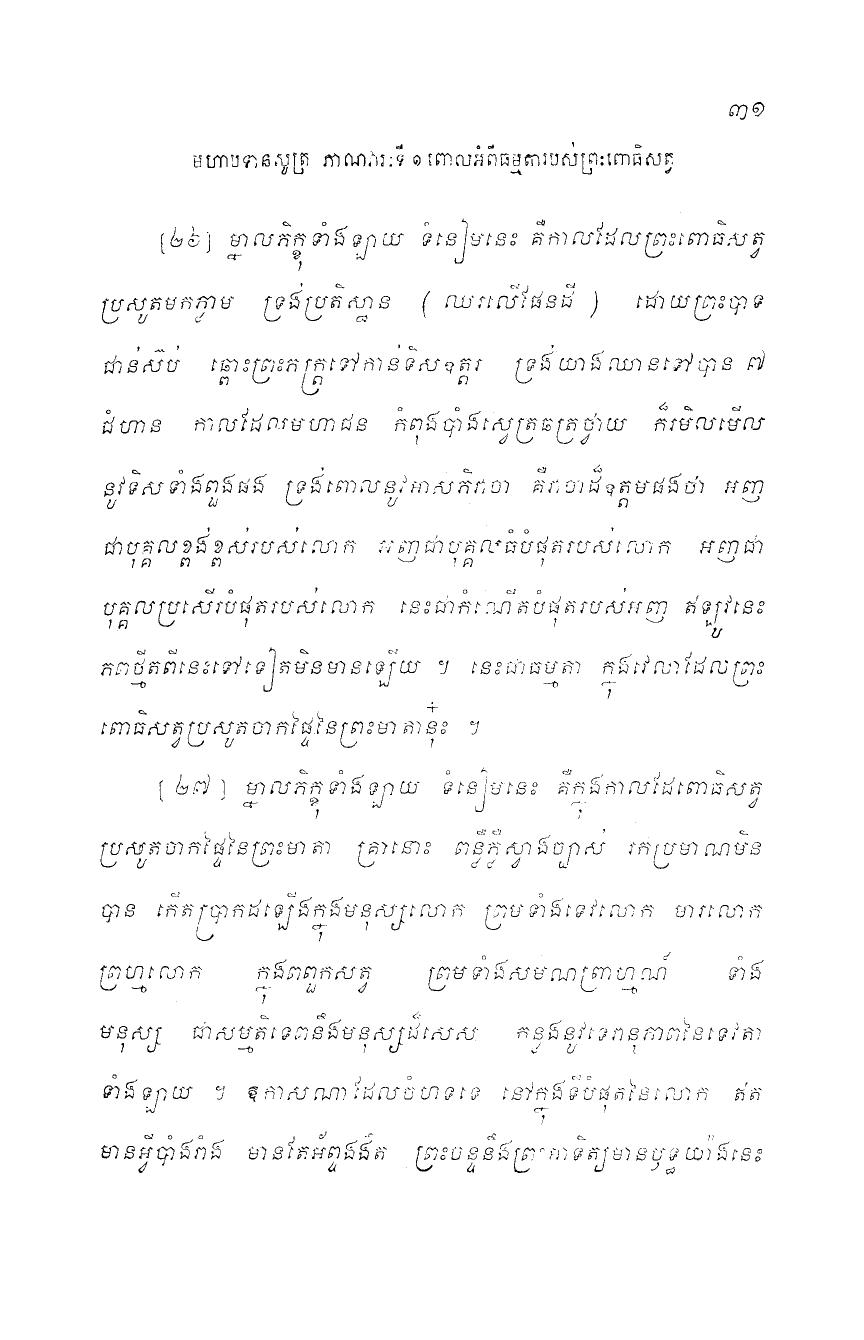 ៣១
មហាបទានសូត្រ ភាណវារៈទី ១ ពោលអំពីធម្មតារបស់ព្រះពោធិសត្វ
[២៦] ម្នាលភិក្ខុទាំងឡាយ ទំនៀមនេះ គឺកាលដែលព្រះពោធិសត្វ
ប្រសូតមកភ្លាម ទ្រង់ប្រតិស្ឋាន ( ឈរលើផែនដី ) ដោយព្រះបាទ
ជាន់ស៊ប់ ឆ្ពោះព្រះភក្ត្រទៅកាន់ទិសឧត្តរ ទ្រង់យាងឈានទៅបាន ៧
ជំហាន កាលដែលមហាជន កំពុងបាំងស្វេត្រឆត្រថ្វាយ ក៏រមិលមើល
នូវទិសទាំងពួងផង ទ្រង់ពោលនូវអាសភិវាចា គឺវាចាដ៏ឧត្តមផងថា អញ
ជាបុគ្គលខ្ពង់ខ្ពស់របស់លោក អញជាបុគ្គលធំបំផុតរបស់លោក អញជា
បុគ្គលប្រសើរបំផុតរបស់លោក នេះជាកំណើតបំផុតរបស់អញ ឥឡូវនេះ
ភពថ្មីតពីនេះទៅទៀតមិនមានឡើយ ។ នេះជាធម្មតា ក្នុងវេលាដែលព្រះ
ពោធិសត្វប្រសូតចាកផ្ទៃនៃព្រះមាតានុ៎ះ ។
[ ២៧ ] ម្នាលភិក្ខុទាំងឡាយ ទំនៀមនេះ គឺក្នុងកាលដែពោធិសត្វ
ប្រសូតចាកផ្ទៃនៃព្រះមាតា គ្រានោះ ពន្លឺភ្លឺស្វាងច្បាស់ រកប្រមាណមិន
បាន កើតប្រាកដឡើងក្នុងមនុស្សលោក ព្រមទាំងទេវលោក មារលោក
ព្រហ្មលោក ក្នុងពពួកសត្វ ព្រមទាំងសមណព្រាហ្មណ៍ ទាំង
មនុស្ស ជាសម្មតិទេពនឹងមនុស្សដ៏សេស កន្លងនូវទេវានុភាពនៃទេវតា
ទាំងឡាយ ។ ឱកាសណាដែលចំហទទេ នៅក្នុងទីបំផុតនៃលោក ឥត
មានអ្វីបាំងរាំង មានតែអ័ព្ទងងឹត ព្រះចន្ទនឹងព្រះអាទិត្យមានឫទ្ធយ៉ាងនេះ